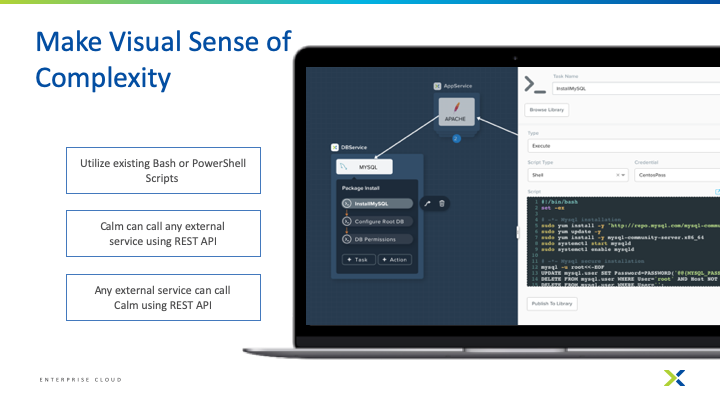 Make Visual Sense of
Complexity
Utilize existing Bash or PowerShell
Scripts
Calm can call any external
service using REST API
Any external service can call
Calm using REST API
AppService
APACHE
DBService
MYSQL
Package Install
InstallMySQL
Configure Root DB
DB Permissions
+ Task
+ Action
Task Name
InstallMySQL
Browse Library
Type
Execute
Script Type
Credential
Shell
CentosPass
Script
1 #!/bin/bash
2 set -ex
3
4 # -*- Mysql installation
5 sudo yum install -y "http://repo.mysql.com/mysql-commu
6 sudo yum update -y
7 sudo yum install -y mysql-community-server.x86_64
8 sudo systemctl start mysqld
9 sudo systemctl enable mysqld
10
11 # -*- Mysql secure installation
12 mysql -u root<<-EOF
13 UPDATE mysql.user SET Password=PASSWORD('@@{MYSQL_PASS
14 DELETE FROM mysql.user WHERE User='root' AND Host NOT
15 DELETE FROM mysql.user WHERE User='';
Publish To Library
ENTERPRISE CLOUD